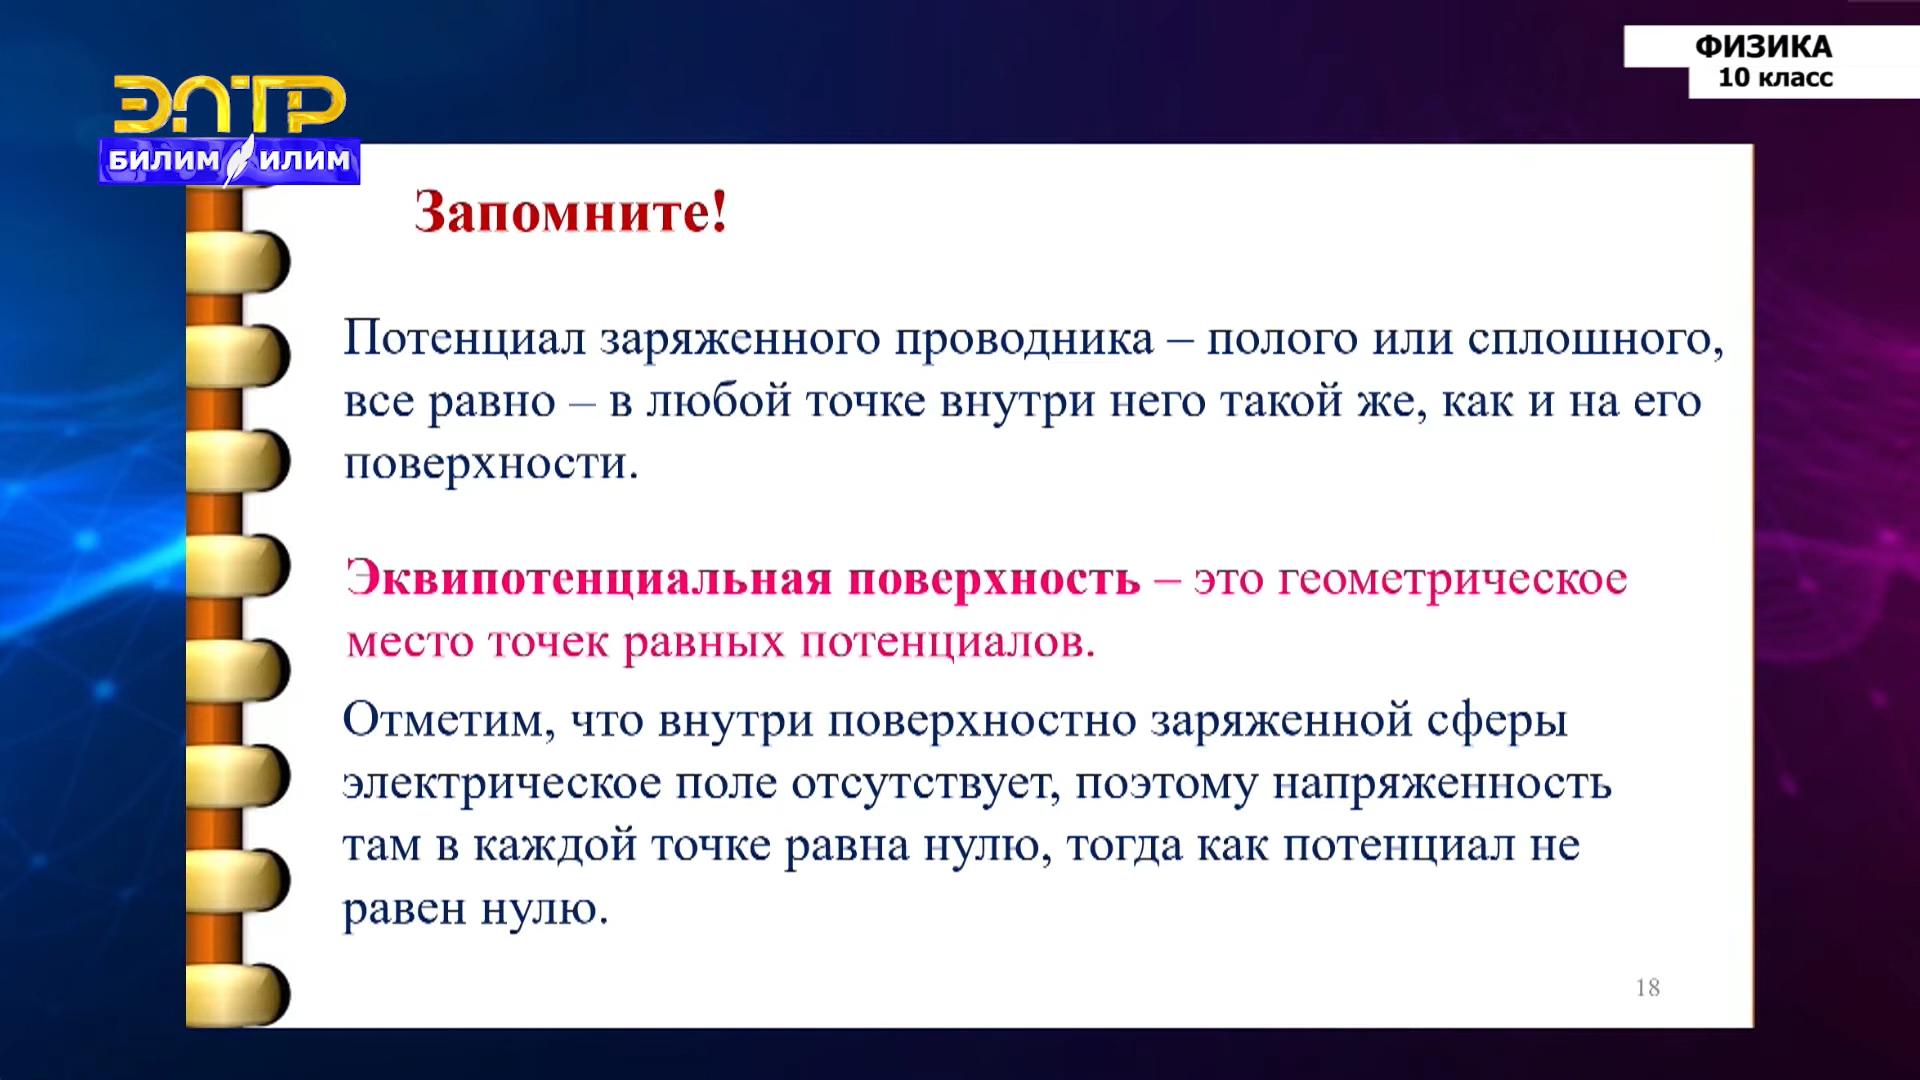 ФИЗИКА
10 класс
ЭЛТР
БИЛИМ ИЛИМ
Запомните!
Потенциал заряженного проводника – полого или сплошного,
все равно – в любой точке внутри него такой же, как и на его
поверхности.
Эквипотенциальная поверхность – это геометрическое
место точек равных потенциалов.
Отметим, что внутри поверхностно заряженной сферы
электрическое поле отсутствует, поэтому напряженность
там в каждой точке равна нулю, тогда как потенциал не
равен нулю.
18